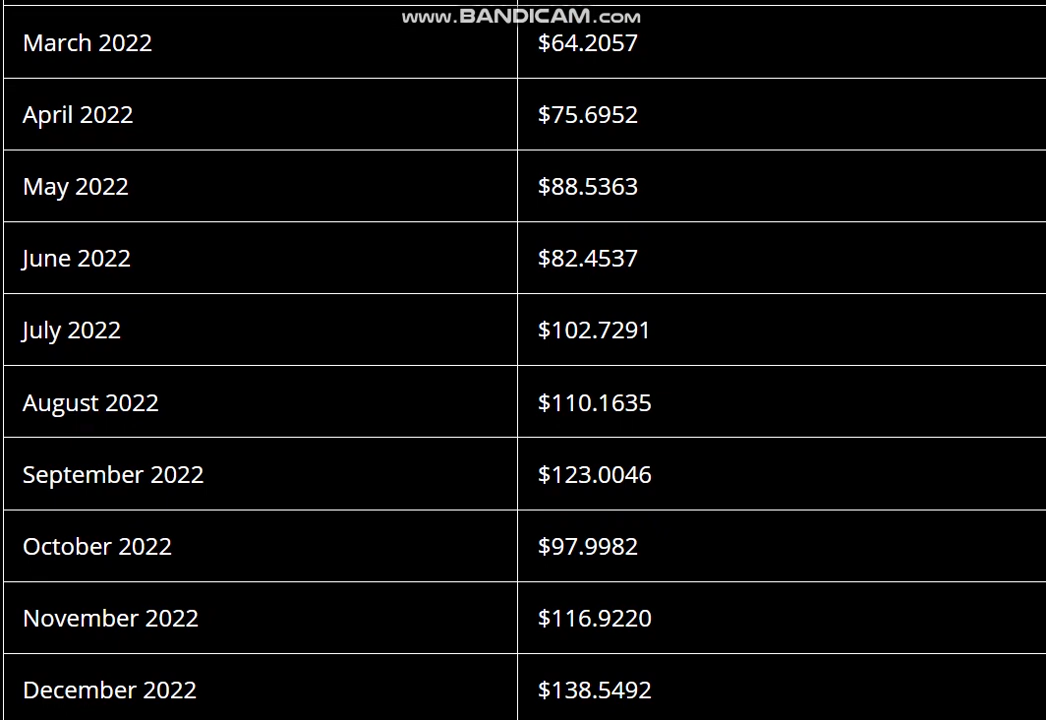 www.BANDICAM.com
March 2022 $64.2057
April 2022 $75.6952
May 2022 $88.5363
June 2022 $82.4537
July 2022 $102.7291
August 2022 $110.1635
September 2022 $123.0046
October 2022 $97.9982
November 2022 $116.9220
December 2022 $138.5492